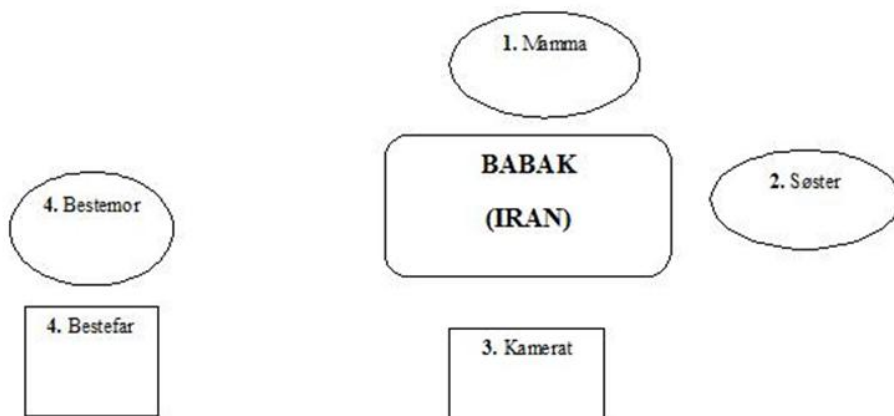 1. Mamma
BABAK
(IRAN)
2. Søster
4. Bestemor
4. Bestefar
3. Kamerat